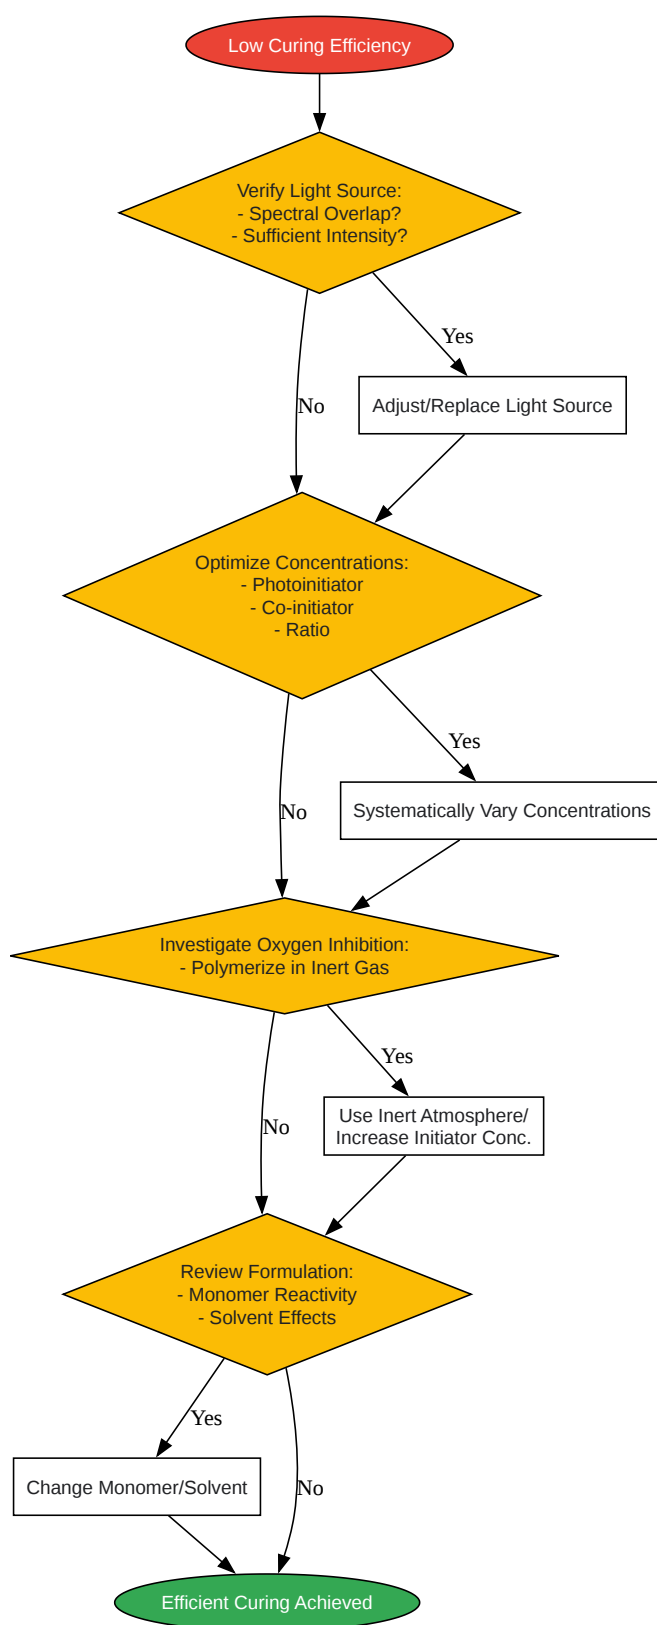 Low Curing Efficiency
Verify Light Source:
- Spectral Overlap?
- Sufficient Intensity?
Yes
Adjust/Replace Light Source
No
Optimize Concentrations:
- Photoinitiator
- Co-initiator
- Ratio
Yes
Systematically Vary Concentrations
No
Investigate Oxygen Inhibition:
- Polymerize in Inert Gas
Yes
Use Inert Atmosphere/
Increase Initiator Conc.
No
Review Formulation:
- Monomer Reactivity
- Solvent Effects
Yes
Change Monomer/Solvent
No
Efficient Curing Achieved